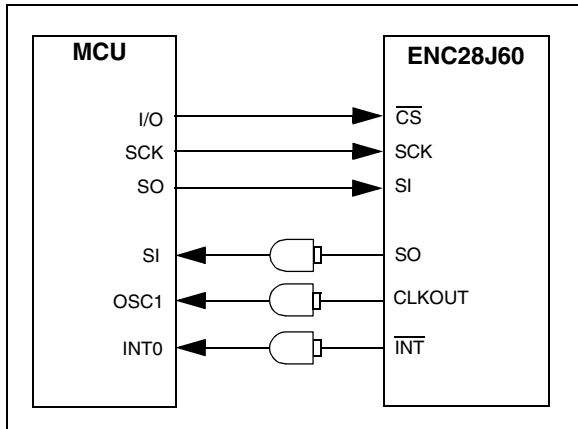 MCU
ENC28J60
I/O
CS
SCK
SCK
SO
SI
SI
SO
OSC1
CLKOUT
INT0
INT